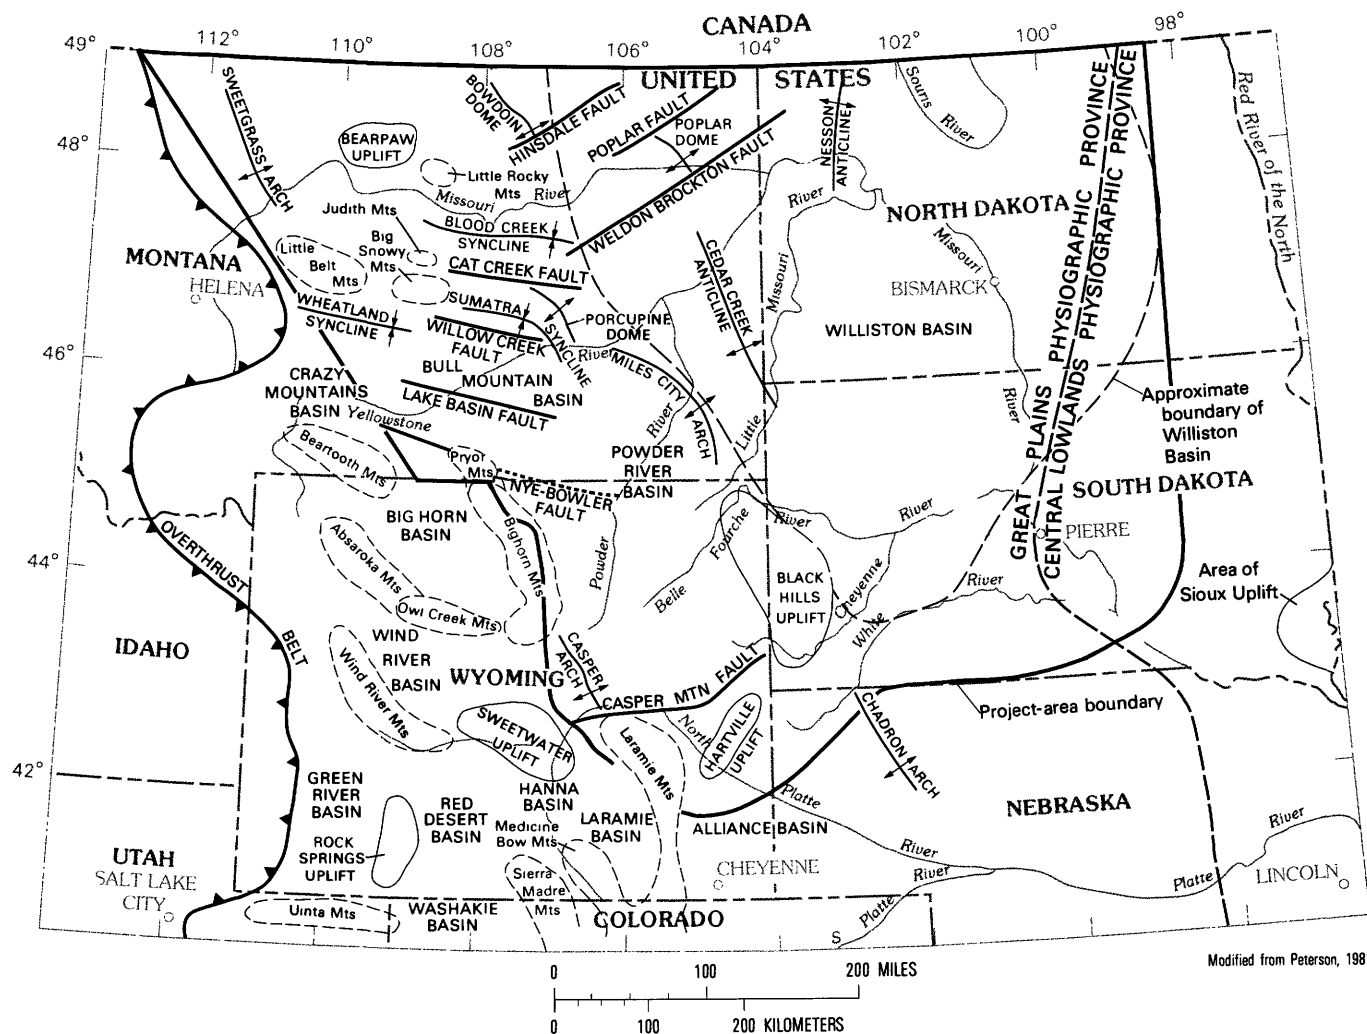 CANADA
49°
112°
110°
108°
106°
104°
102°
100°
98°
UNITED STATES
SWEETGRASS ARCH
BOWDOIN
DOME
HINSDALE FAULT
POPLAR FAULT
POPLAR
DOME
NESSON
ANTICLINE
Souris
River
Red River of the North
48°
BEARPAW
UPLIFT
Little Rocky
Mts
Missouri
River
WELDON BROCKTON FAULT
River
NORTH DAKOTA
Judith Mts
BLOOD CREEK
SYNCLINE
Big
Snowy
Mts
Little
Belt
Mts
CAT CREEK FAULT
CEDAR CREEK
ANTICLINE
Missouri
Missouri
MONTANA
HELENA
BISMARCK
WHEATLAND
SYNCLINE
SUMATRA
SYNCLINE
PORCUPINE
DOME
WILLISTON BASIN
WILLOW CREEK
FAULT
River
MILES CITY
ARCH
46°
BULL
MOUNTAIN
BASIN
CRAZY
MOUNTAINS
BASIN
LAKE BASIN FAULT
Yellowstone
River
Little
River
Approximate
boundary of
Williston
Basin
GREAT PLAINS PHYSIOGRAPHIC PROVINCE
CENTRAL LOWLANDS PHYSIOGRAPHIC PROVINCE
Beartooth Mts
Pryor
Mts
NYE-BOWLER
FAULT
POWDER
RIVER
BASIN
SOUTH DAKOTA
BIG HORN
BASIN
Bighorn Mts
Powder
Belle
Fourche
River
River
PIERRE
OVERTHRUST
BELT
Absaroka Mts
44°
BLACK
HILLS
UPLIFT
Cheyenne
White
River
Area of
Sioux Uplift
Owl Creek Mts
IDAHO
WIND
RIVER
BASIN
Wind River Mts
WYOMING
CASPER
ARCH
CASPER MTN FAULT
Project-area boundary
SWEETWATER
UPLIFT
Laramie Mts
North
HARTVILLE
UPLIFT
CHADRON ARCH
42°
GREEN
RIVER
BASIN
RED
DESERT
BASIN
HANNA
BASIN
Platte
NEBRASKA
Medicine
Bow Mts
LARAMIE
BASIN
ALLIANCE BASIN
River
River
ROCK
SPRINGS
UPLIFT
UTAH
SALT LAKE
CITY
Sierra
Madre
Mts
CHEYENNE
River
Platte
LINCOLN
Uinta Mts
WASHAKIE
BASIN
COLORADO
S
Platte
Modified from Peterson, 198
0 100 200 MILES
0 100 200 KILOMETERS